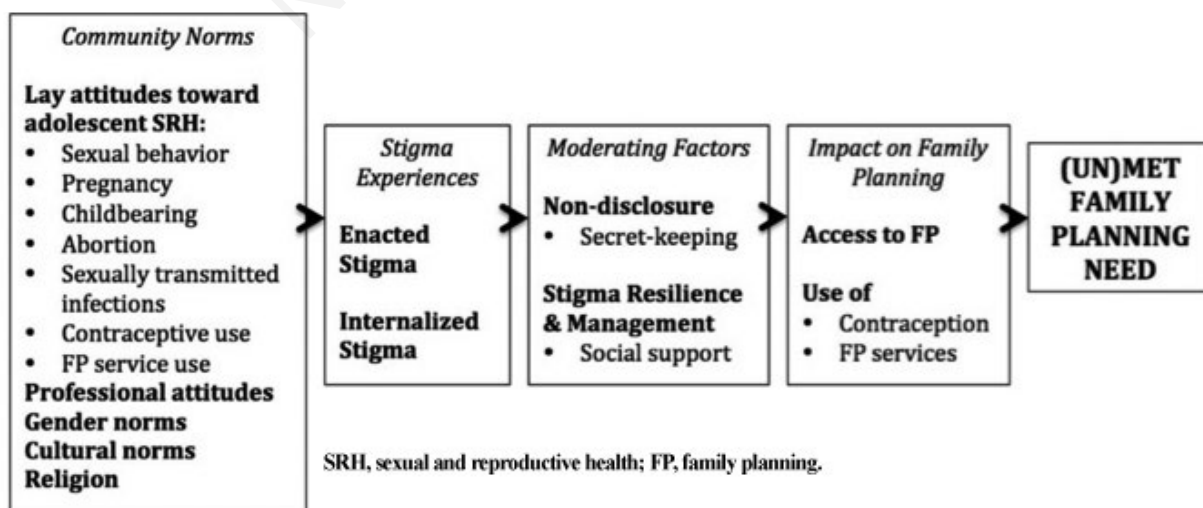 Community Norms
Lay attitudes toward
adolescent SRH:
• Sexual behavior
• Pregnancy
• Childbearing
• Abortion
• Sexually transmitted
infections
• Contraceptive use
• FP service use
Professional attitudes
Gender norms
Cultural norms
Religion
Stigma
Experiences
Enacted
Stigma
Internalized
Stigma
Moderating Factors
Non-disclosure
• Secret-keeping
Stigma Resilience
& Management
• Social support
Impact on Family
Planning
Access to FP
Use of
• Contraception
• FP services
(UN)MET
FAMILY
PLANNING
NEED
SRH, sexual and reproductive health; FP, family planning.